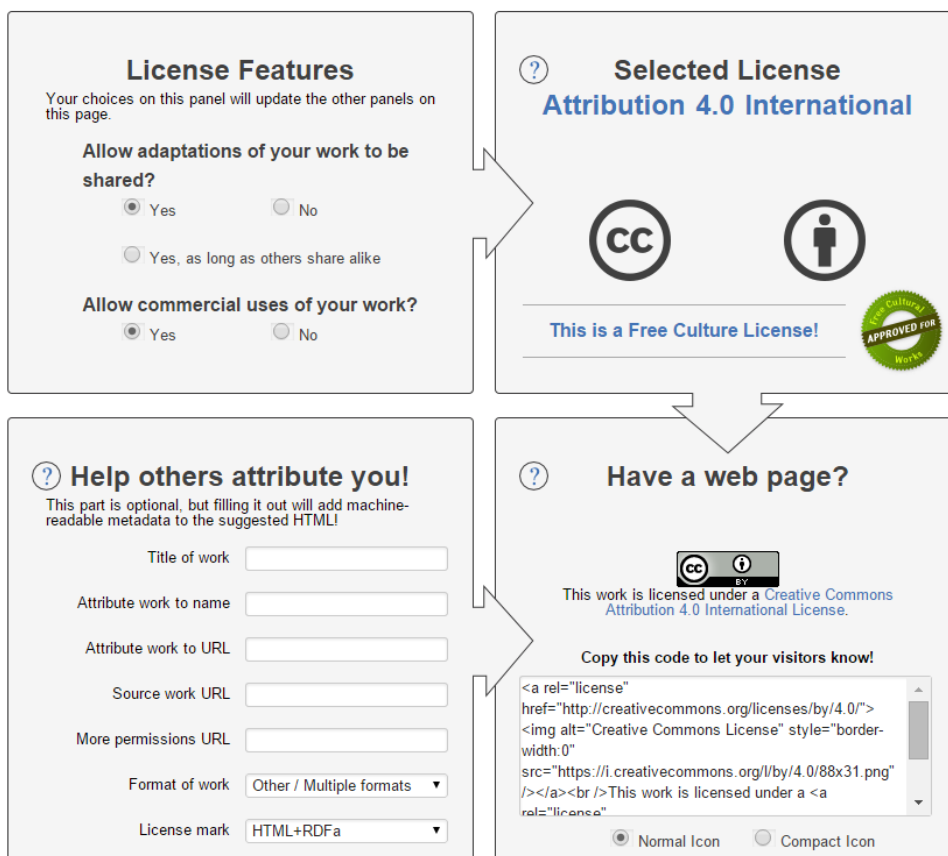 License Features
Your choices on this panel will update the other panels on
this page.
Allow adaptations of your work to be
shared?
Yes
No
Yes, as long as others share alike
Allow commercial uses of your work?
Yes
No
?
Selected License
Attribution 4.0 International
cc
This is a Free Culture License!
Free Cultural
APPROVED FOR
Works
? Help others attribute you!
This part is optional, but filling it out will add machine-
readable metadata to the suggested HTML!
Title of work
Attribute work to name
Attribute work to URL
Source work URL
More permissions URL
Format of work
Other / Multiple formats
License mark
HTML+RDFa
?
Have a web page?
cc
BY
This work is licensed under a Creative Commons
Attribution 4.0 International License.
Copy this code to let your visitors know!
<a rel="license"
href="http://creativecommons.org/licenses/by/4.0/">
<img alt="Creative Commons License" style="border-
width:0"
src="https://i.creativecommons.org/l/by/4.0/88x31.png"
/></a><br />This work is licensed under a <a
rel="license"
Normal Icon
Compact Icon